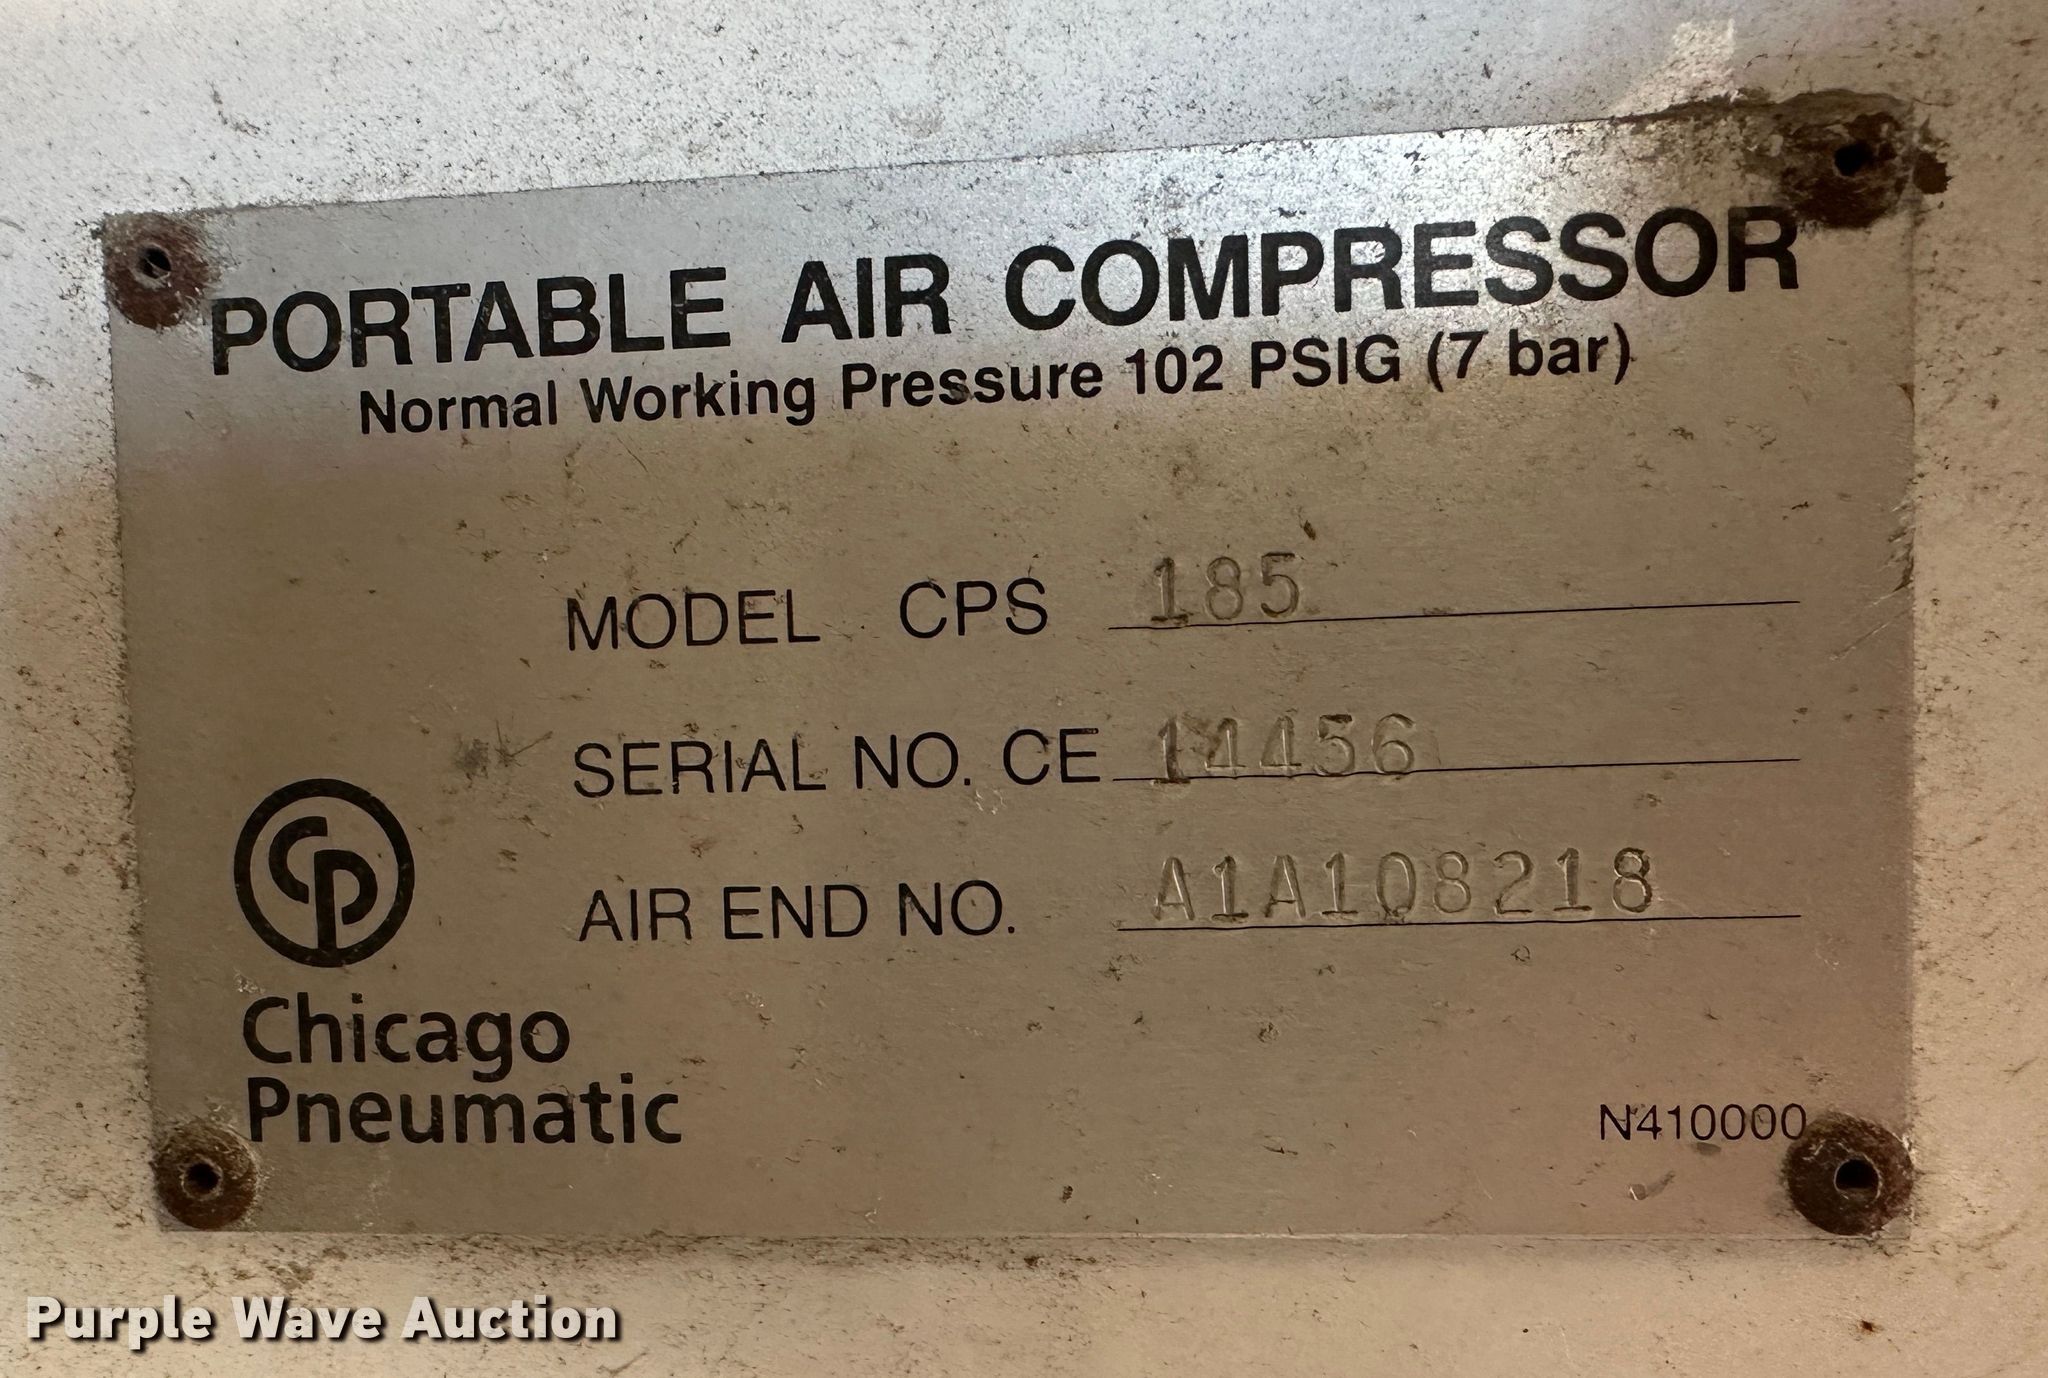 PORTABLE AIR COMPRESSOR
Normal Working Pressure 102 PSIG (7 bar)
MODEL CPS 185
SERIAL NO. CE 14456
AIR END NO. A1A108218
CP
Chicago
Pneumatic
N410000
Purple Wave Auction